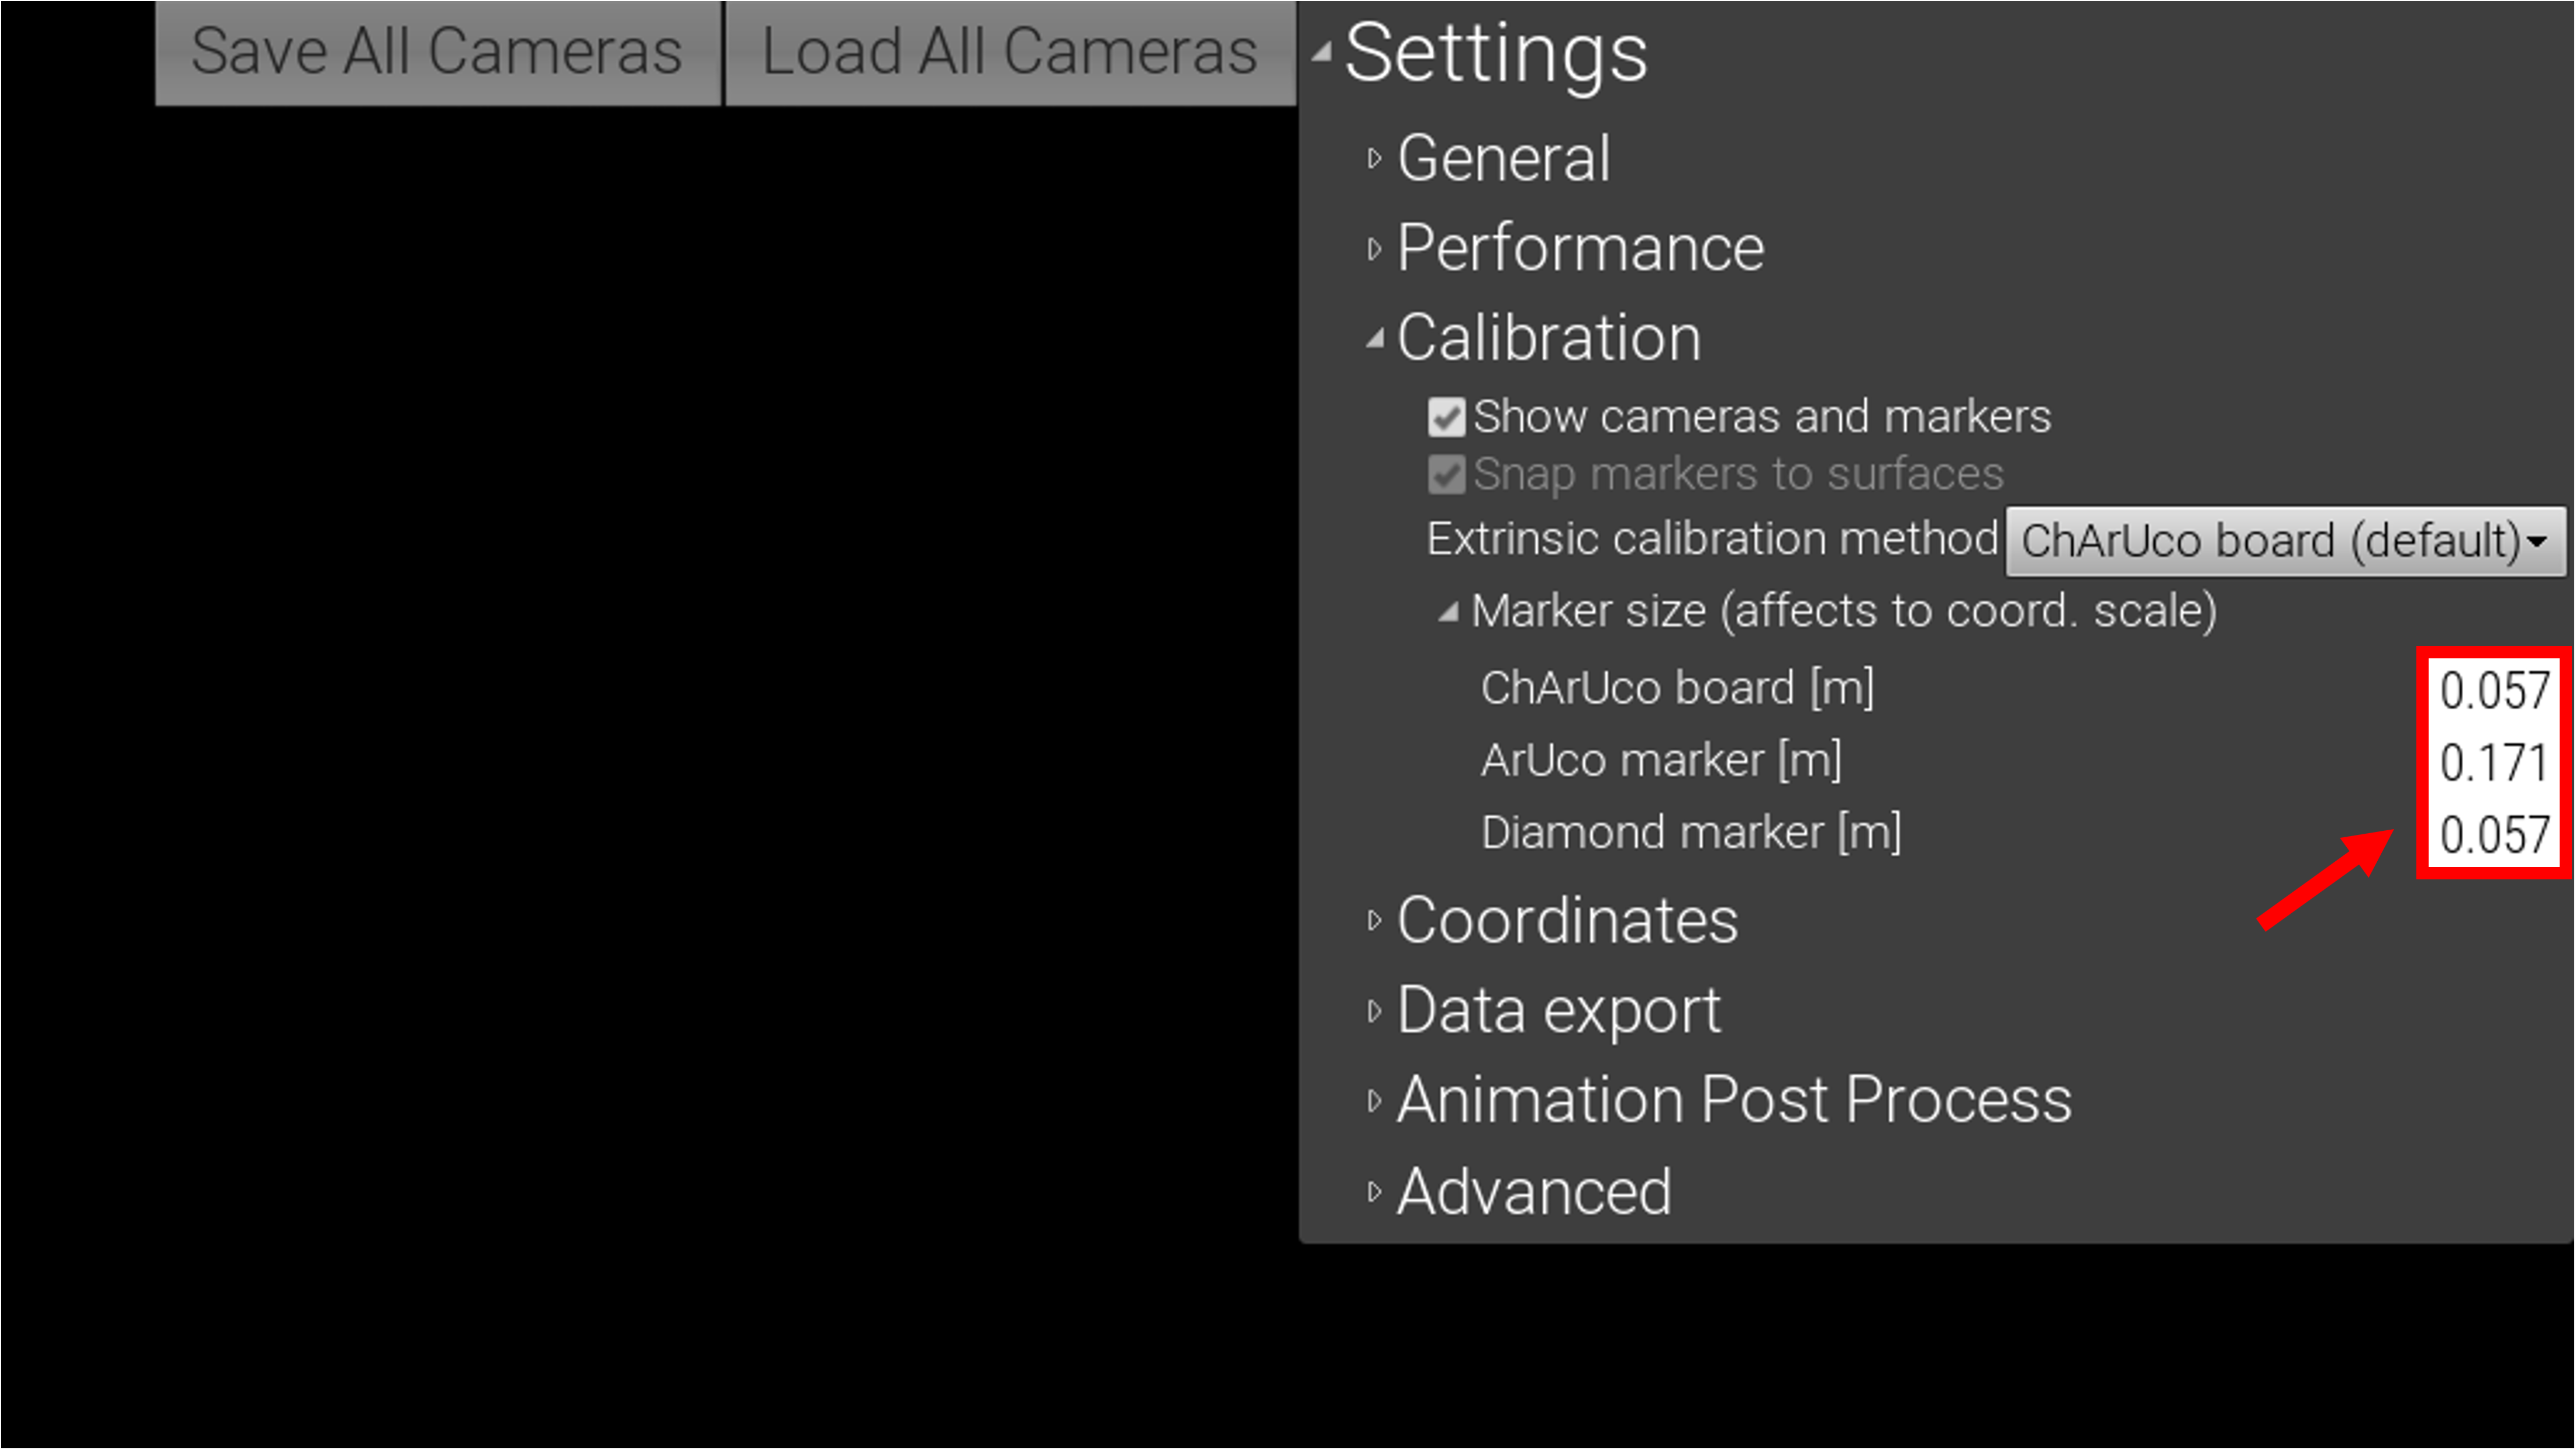 Save All Cameras
Load All Cameras
Settings
General
Performance
Calibration
Show cameras and markers
Snap markers to surfaces
Extrinsic calibration method ChArUco board (default)
Marker size (affects to coord. scale)
ChArUco board [m] 0.057
ArUco marker [m] 0.171
Diamond marker [m] 0.057
Coordinates
Data export
Animation Post Process
Advanced